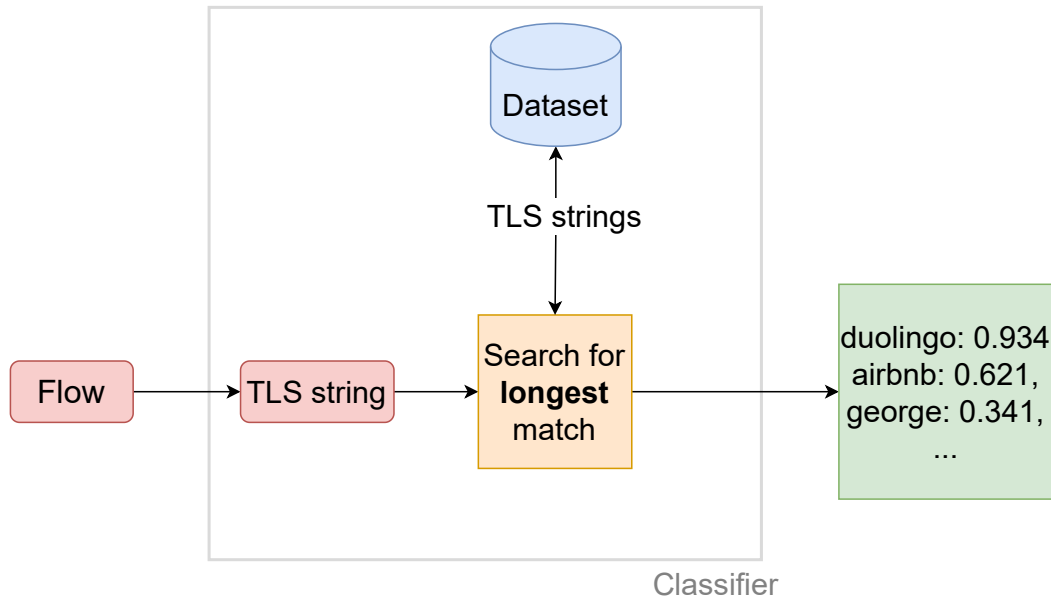 Dataset
TLS strings
Flow
TLS string
Search for
longest
match
duolingo: 0.934
airbnb: 0.621,
george: 0.341,
...
Classifier